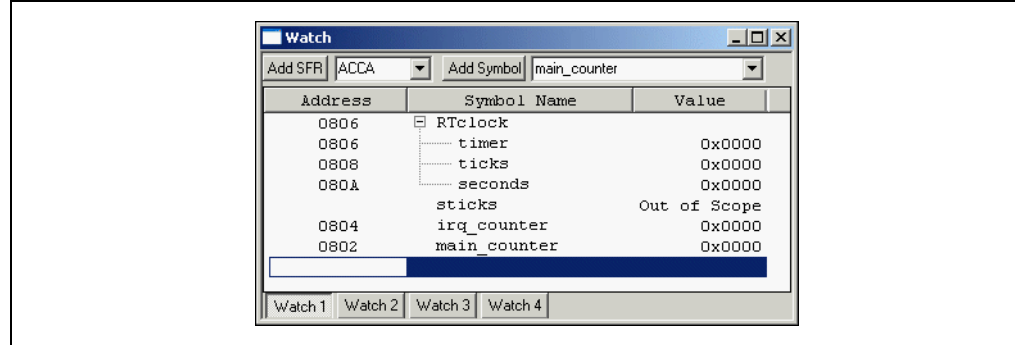 Watch
Add SFR ACCA Add Symbol main_counter
Address Symbol Name Value
0806 RTclock
0806 timer 0x0000
0808 ticks 0x0000
080A seconds 0x0000
sticks Out of Scope
0804 irq_counter 0x0000
0802 main_counter 0x0000
Watch 1 Watch 2 Watch 3 Watch 4